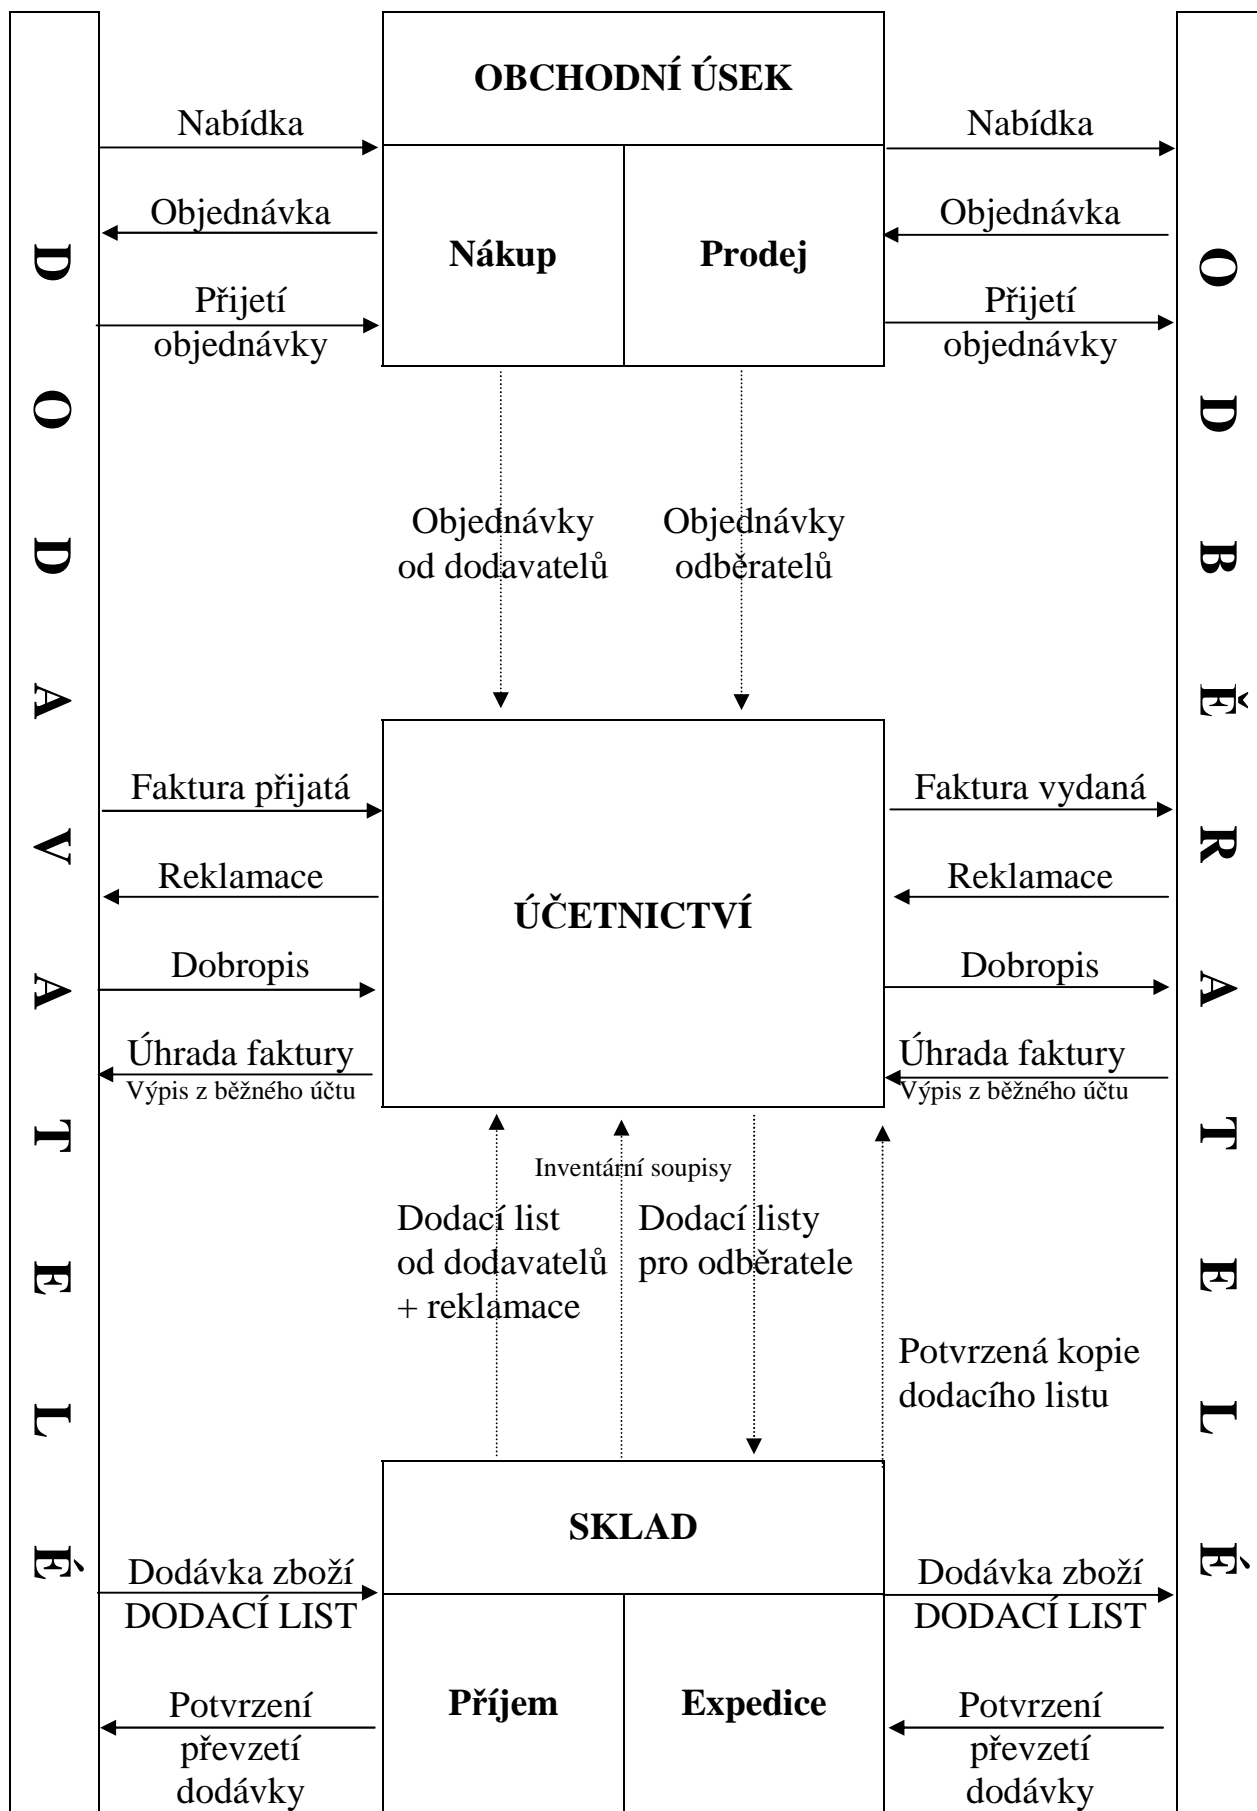 OBCHODNÍ ÚSEK
Nabídka
Nabídka
Objednávka
Objednávka
Nákup
Prodej
Přijetí
objednávky
Přijetí
objednávky
DODAVATELÉ
ODBĚRATELÉ
Objednávky
od dodavatelů
Objednávky
odběratelů
Faktura přijatá
Faktura vydaná
Reklamace
Reklamace
ÚČETNICTVÍ
Dobropis
Dobropis
Úhrada faktury
Výpis z běžného účtu
Úhrada faktury
Výpis z běžného účtu
Inventární soupisy
Dodací list
od dodavatelů
+ reklamace
Dodací listy
pro odběratele
Potvrzená kopie
dodacího listu
SKLAD
Dodávka zboží
DODACÍ LIST
Dodávka zboží
DODACÍ LIST
Příjem
Expedice
Potvrzení
převzetí
dodávky
Potvrzení
převzetí
dodávky